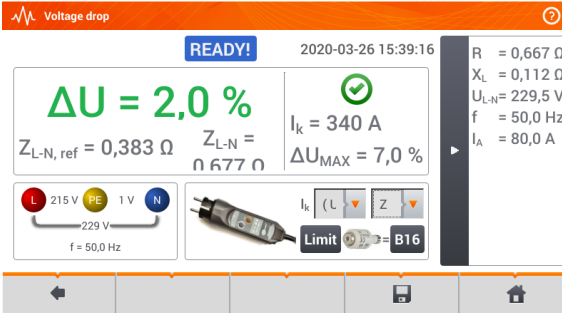 Voltage drop
?
READY!
2020-03-26 15:39:16
ΔU = 2,0 %
Z_L-N, ref = 0,383 Ω
Z_L-N =
0,677 Ω
I_k = 340 A
ΔU_MAX = 7,0 %
R = 0,667 Ω
X_L = 0,112 Ω
U_L-N = 229,5 V
f = 50,0 Hz
I_A = 80,0 A
L 215 V PE 1 V N
229 V
f = 50,0 Hz
I_k (L Z
Limit = B16